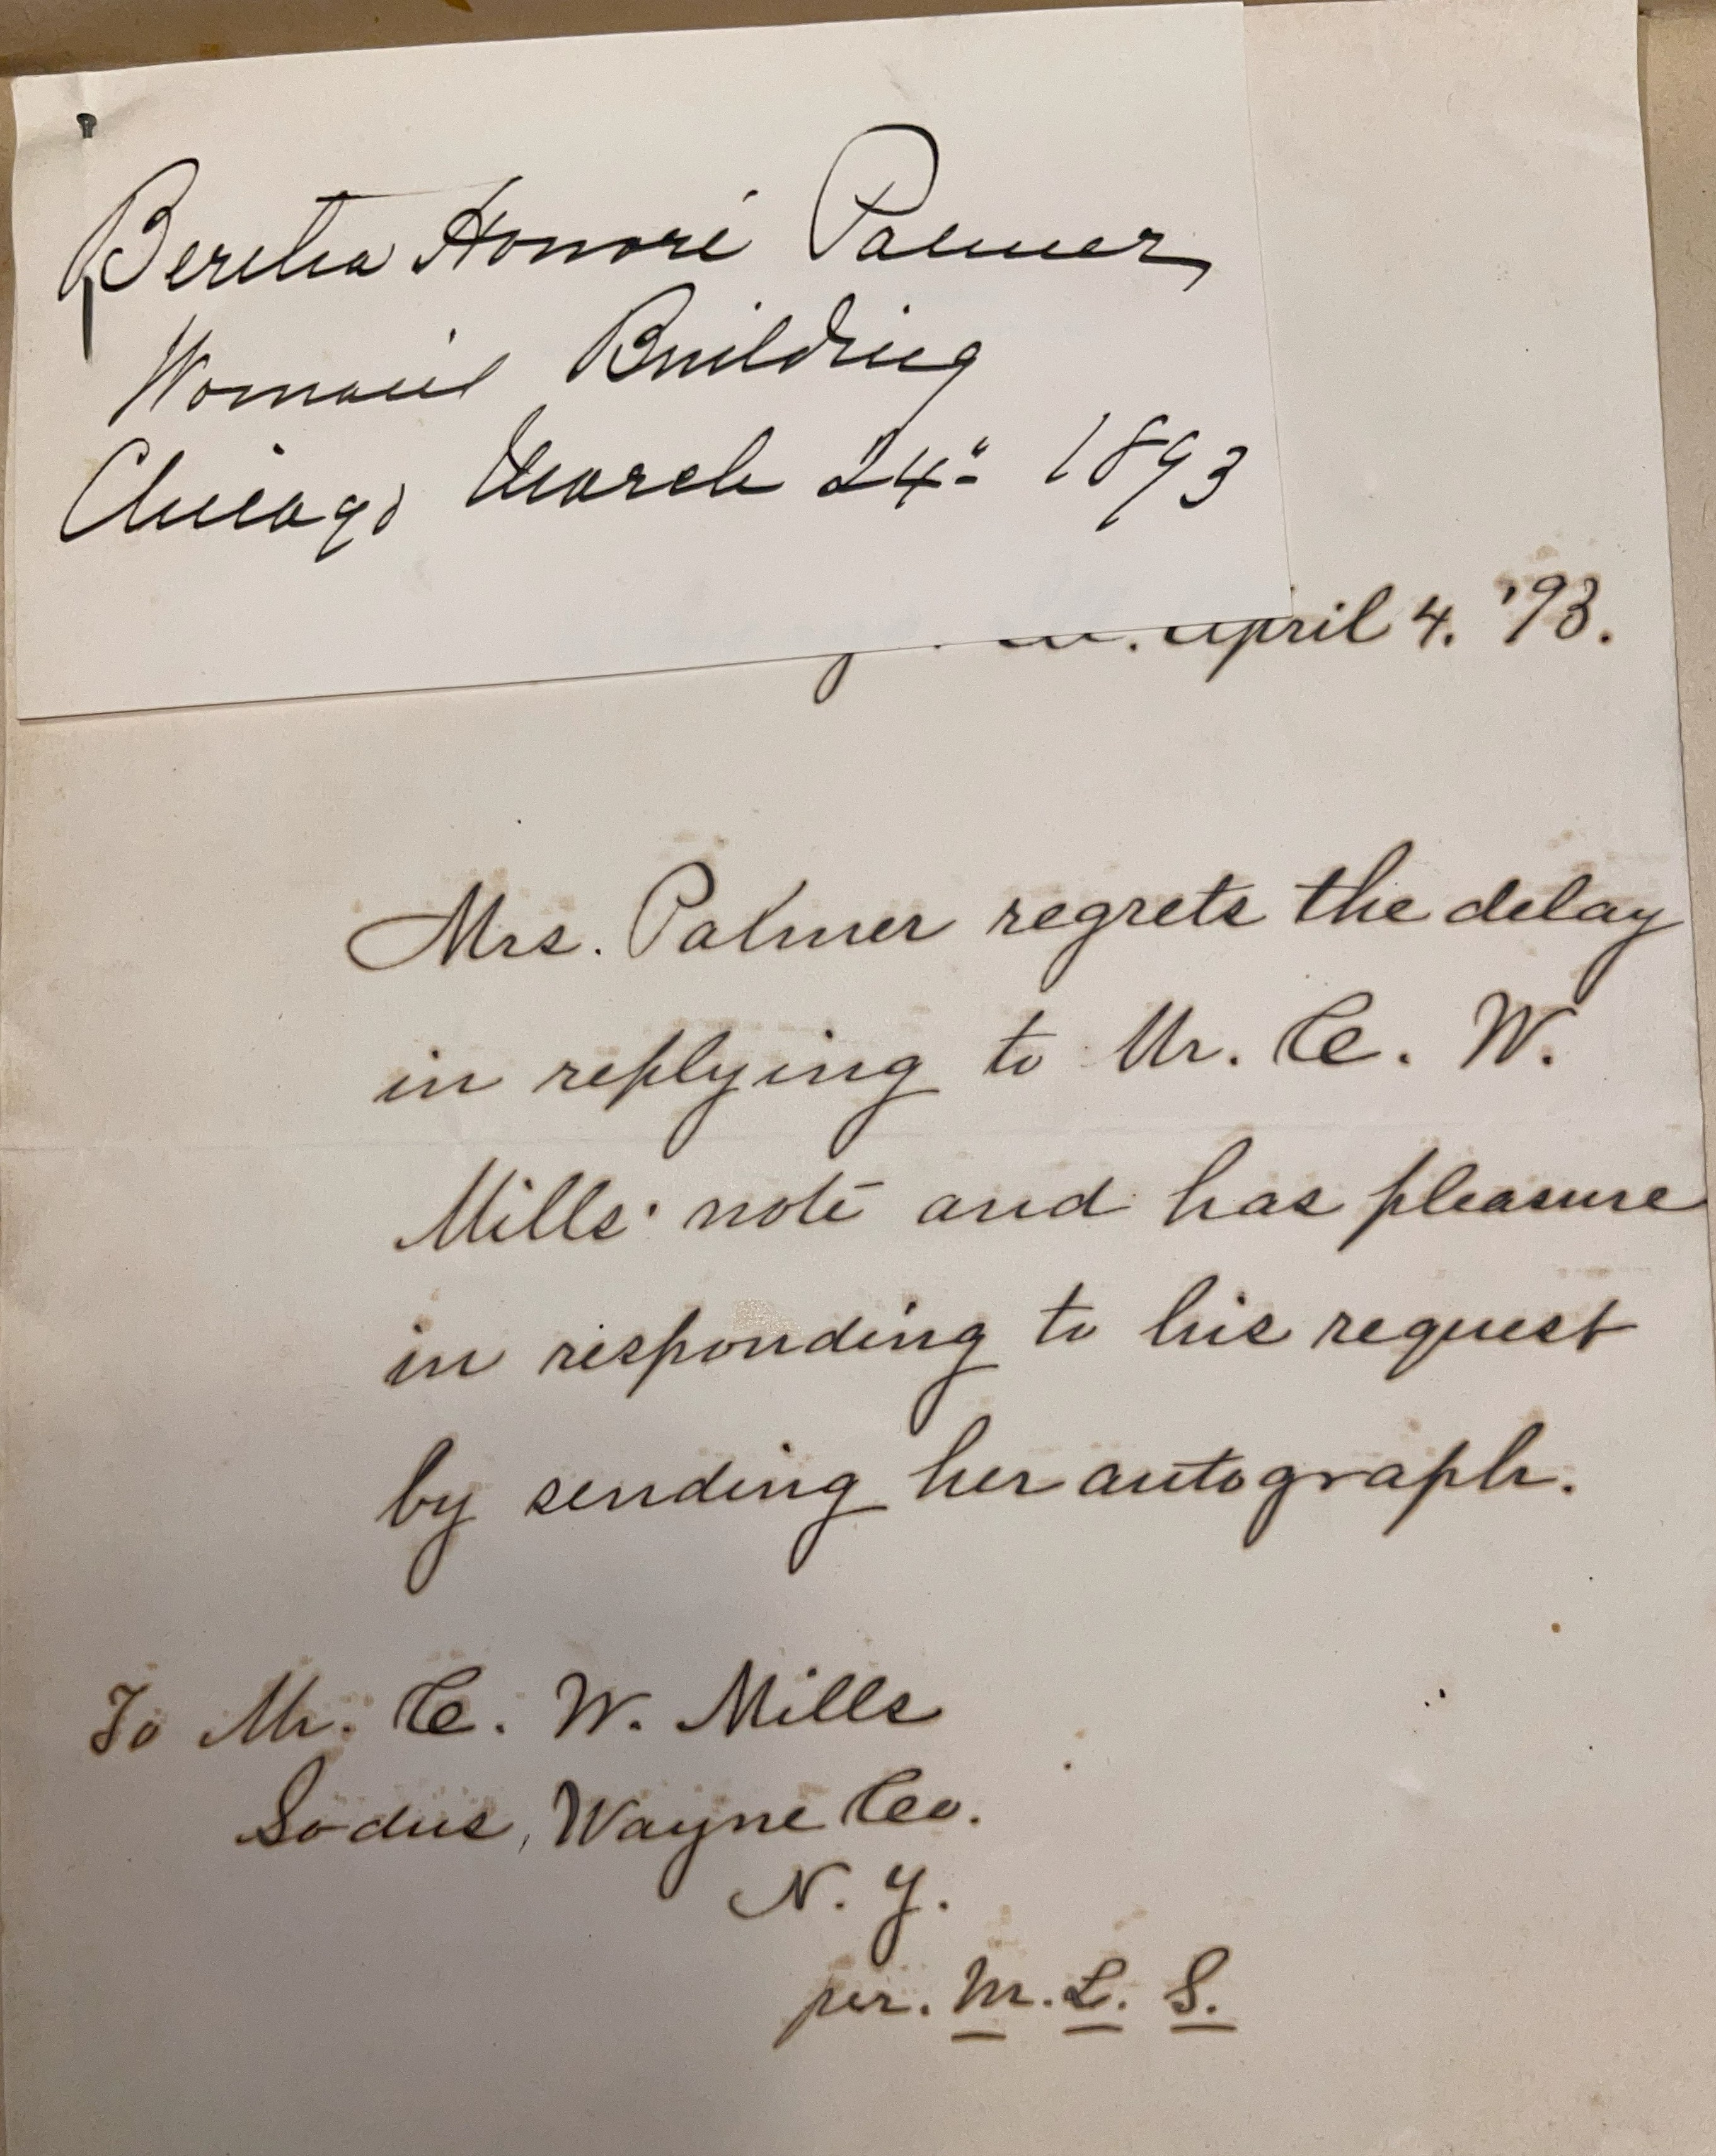 Bertha Honoré Palmer
Woman's Building
Chicago March 24" 1893
April 4. '93.
Mrs. Palmer regrets the delay
in replying to Mr. C. W.
Mills' note and has pleasure
in responding to his request
by sending her autograph.
To Mr. C. W. Mills
Sodus, Wayne Co.
N. Y.
per. M. L. S.